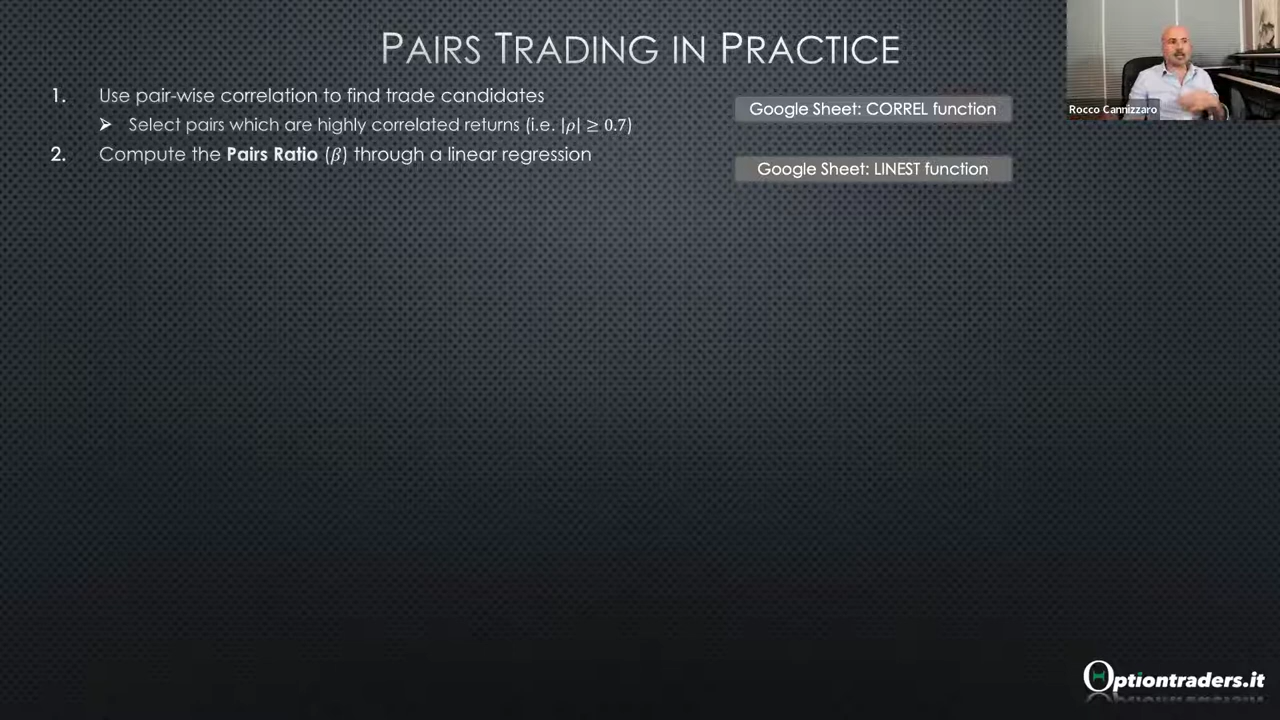 PAIRS TRADING IN PRACTICE
1. Use pair-wise correlation to find trade candidates
➤ Select pairs which are highly correlated returns (i.e. |ρ| ≥ 0.7)
2. Compute the Pairs Ratio (β) through a linear regression
Google Sheet: CORREL function
Google Sheet: LINEST function
Rocco Cannizzaro
Optiontraders.it